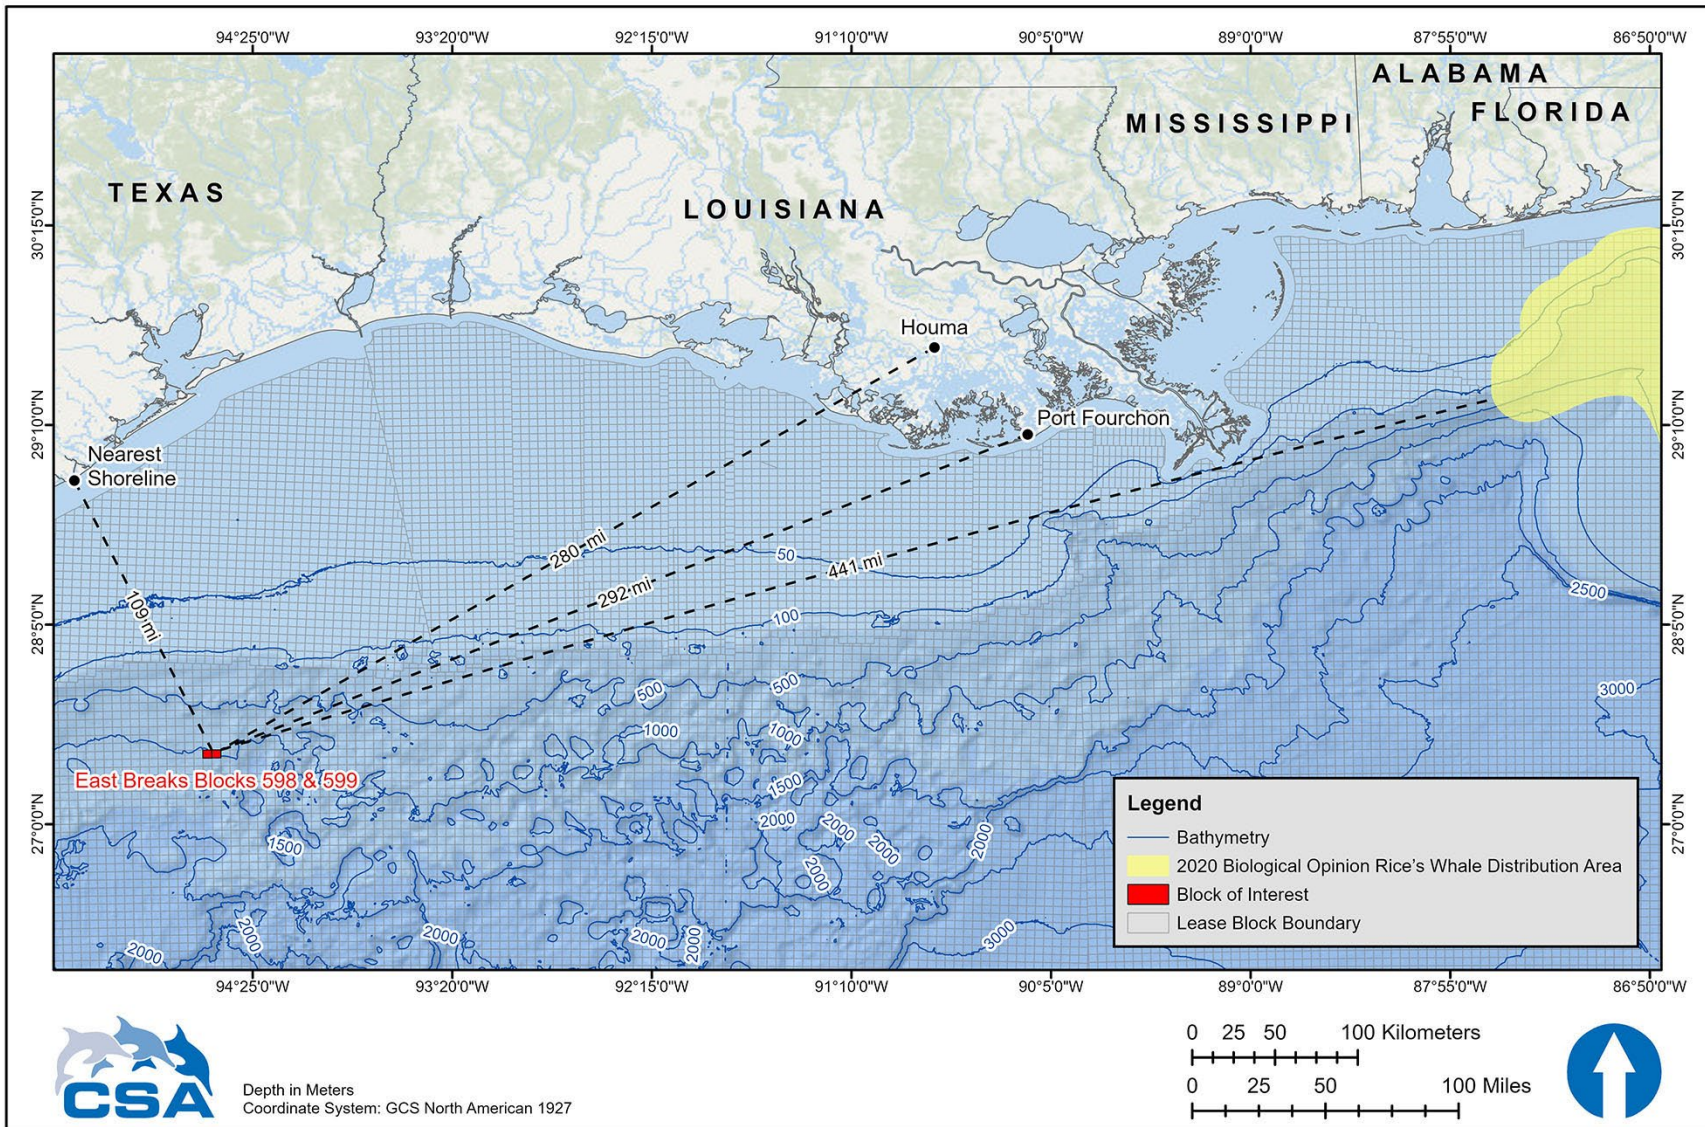 94°25'0"W 93°20'0"W 92°15'0"W 91°10'0"W 90°5'0"W 89°0'0"W 87°55'0"W 86°50'0"W
ALABAMA
FLORIDA
MISSISSIPPI
TEXAS
LOUISIANA
30°15'0"N
30°15'0"N
Houma
Port Fourchon
29°10'0"N
29°10'0"N
Nearest
Shoreline
280 mi
50
441 mi
292 mi
109 mi
100
2500
28°5'0"N
28°5'0"N
500
500
3000
1000
1000
East Breaks Blocks 598 & 599
1500
2000
2000
2000
2000
1500
2000
27°0'0"N
27°0'0"N
2000
2000
2000
2000
2000
3000
Legend
Bathymetry
2020 Biological Opinion Rice's Whale Distribution Area
Block of Interest
Lease Block Boundary
94°25'0"W 93°20'0"W 92°15'0"W 91°10'0"W 90°5'0"W 89°0'0"W 87°55'0"W 86°50'0"W
CSA
Depth in Meters
Coordinate System: GCS North American 1927
0 25 50 100 Kilometers
0 25 50 100 Miles